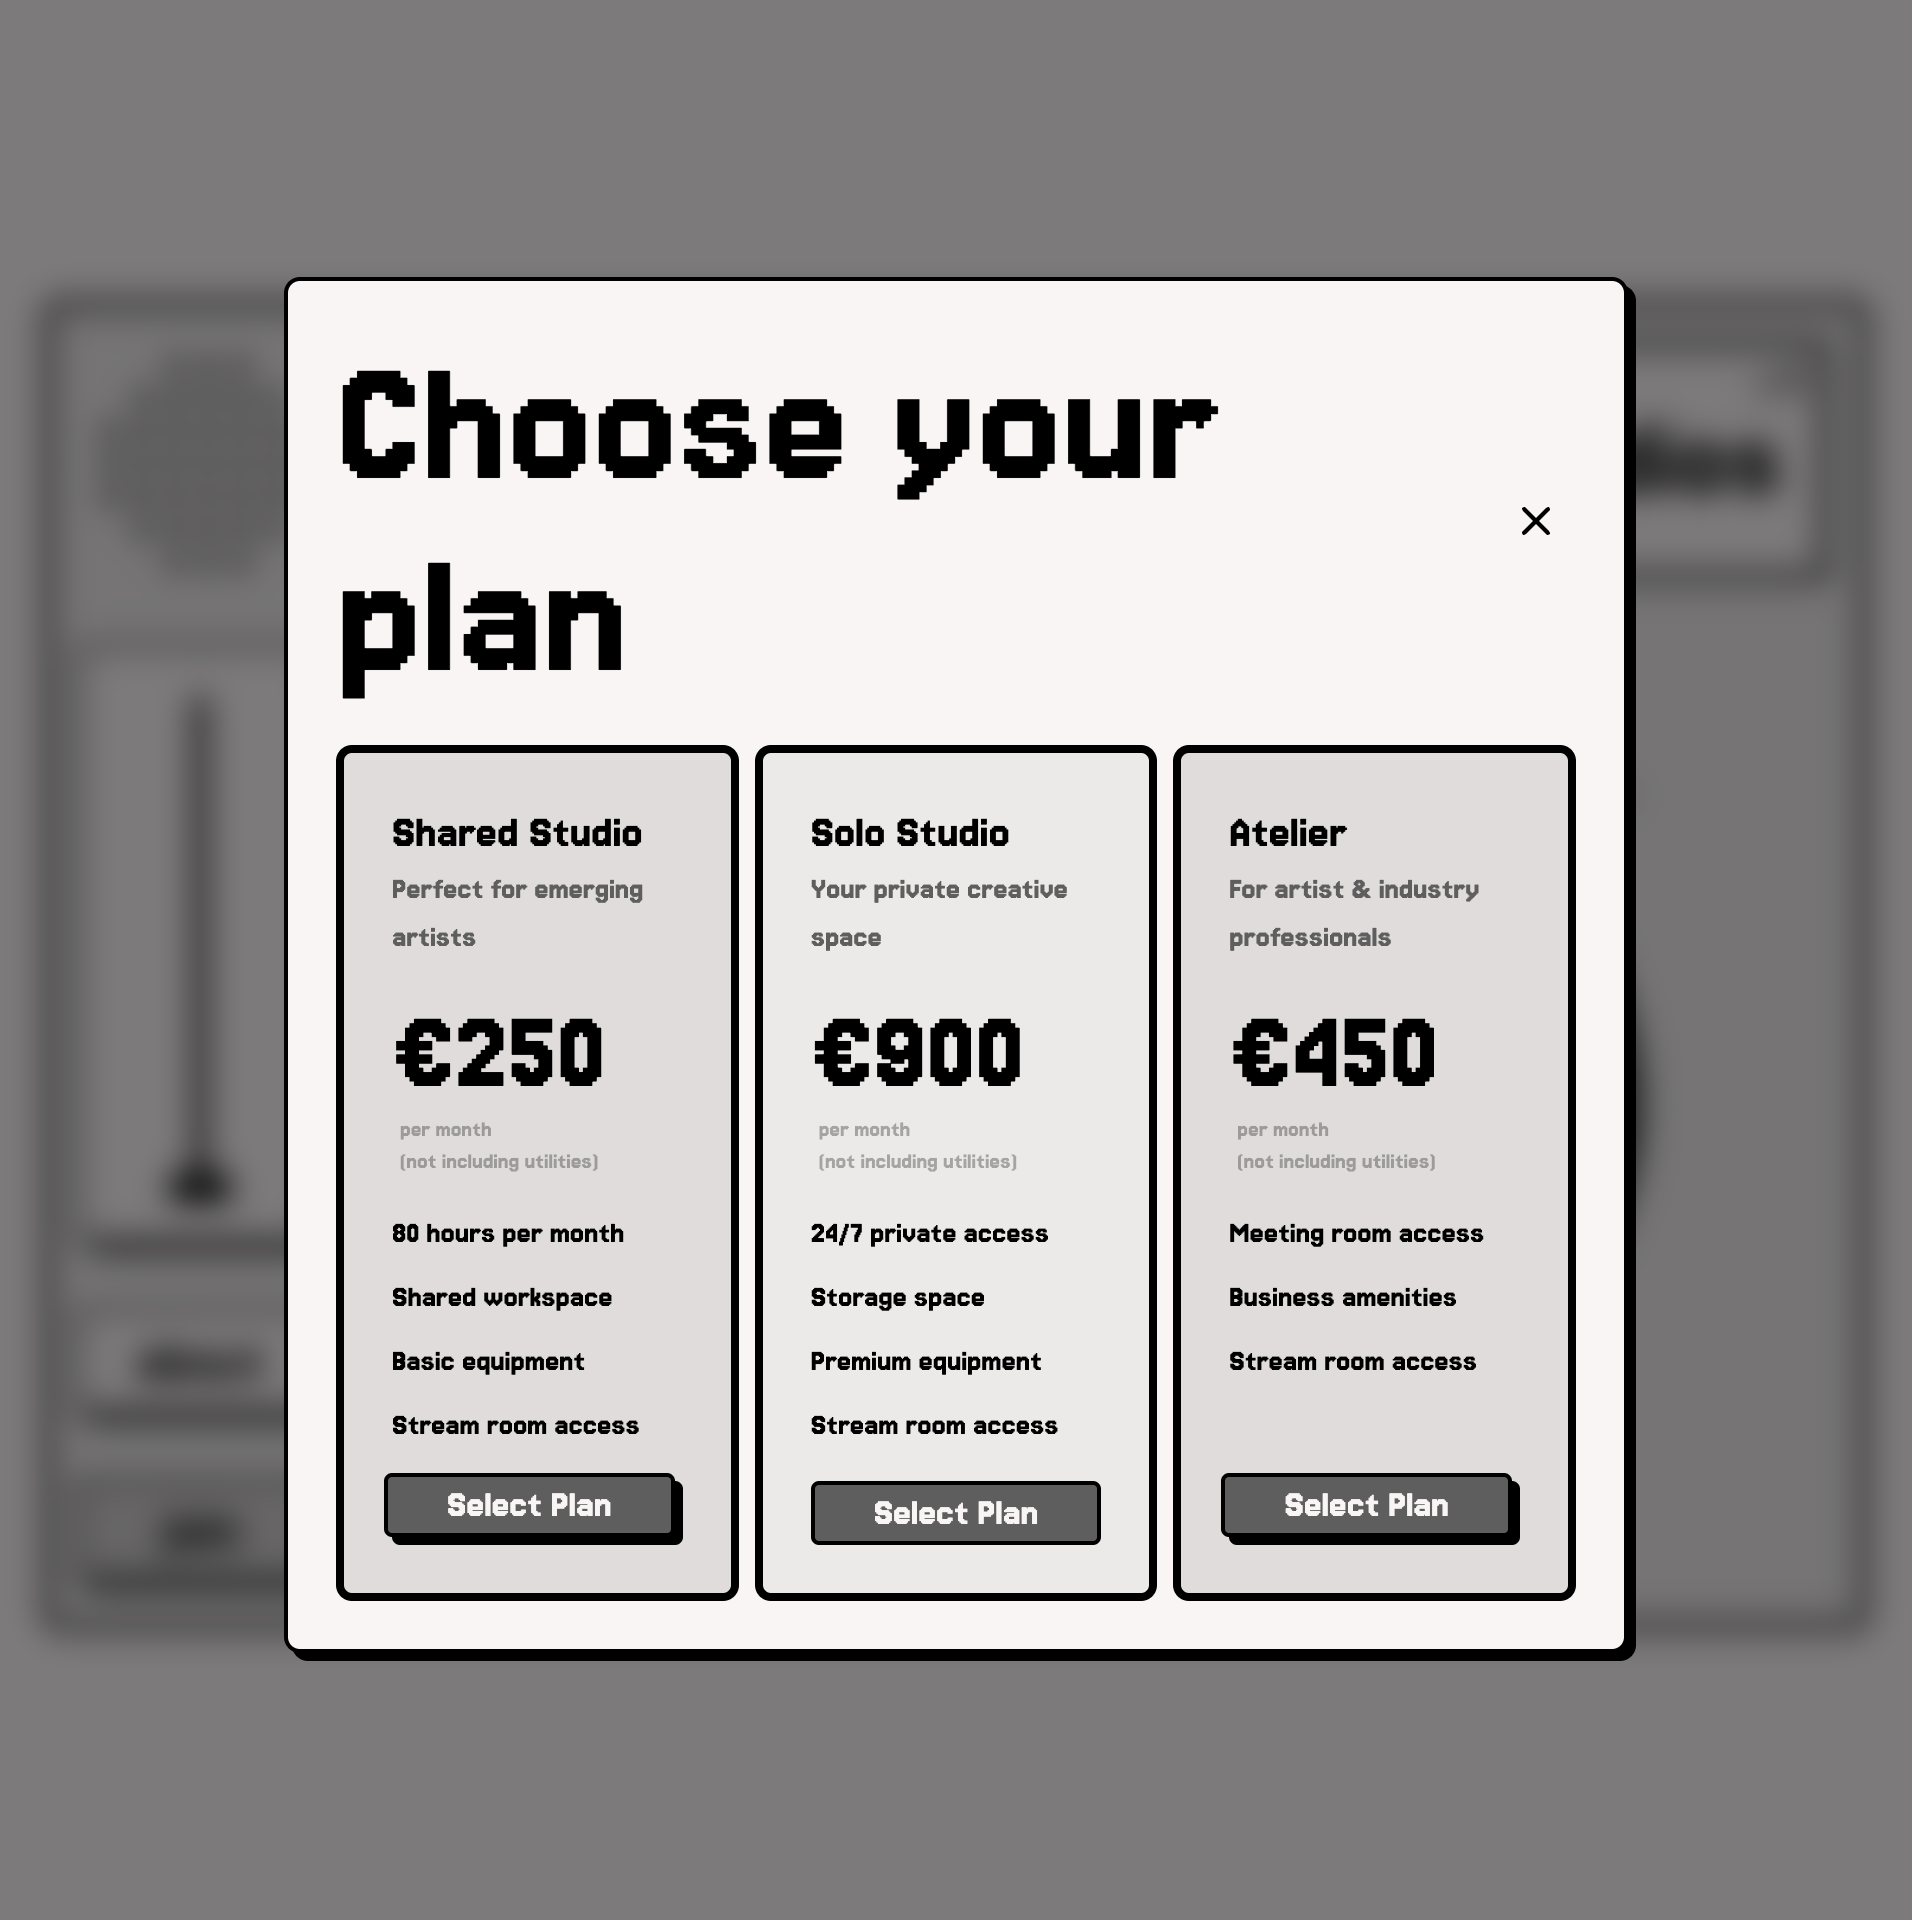 Choose your
plan
Shared Studio
Perfect for emerging
artists
€250
per month
(not including utilities)
80 hours per month
Shared workspace
Basic equipment
Stream room access
Select Plan
Solo Studio
Your private creative
space
€900
per month
(not including utilities)
24/7 private access
Storage space
Premium equipment
Stream room access
Select Plan
Atelier
For artist & industry
professionals
€450
per month
(not including utilities)
Meeting room access
Business amenities
Stream room access
Select Plan